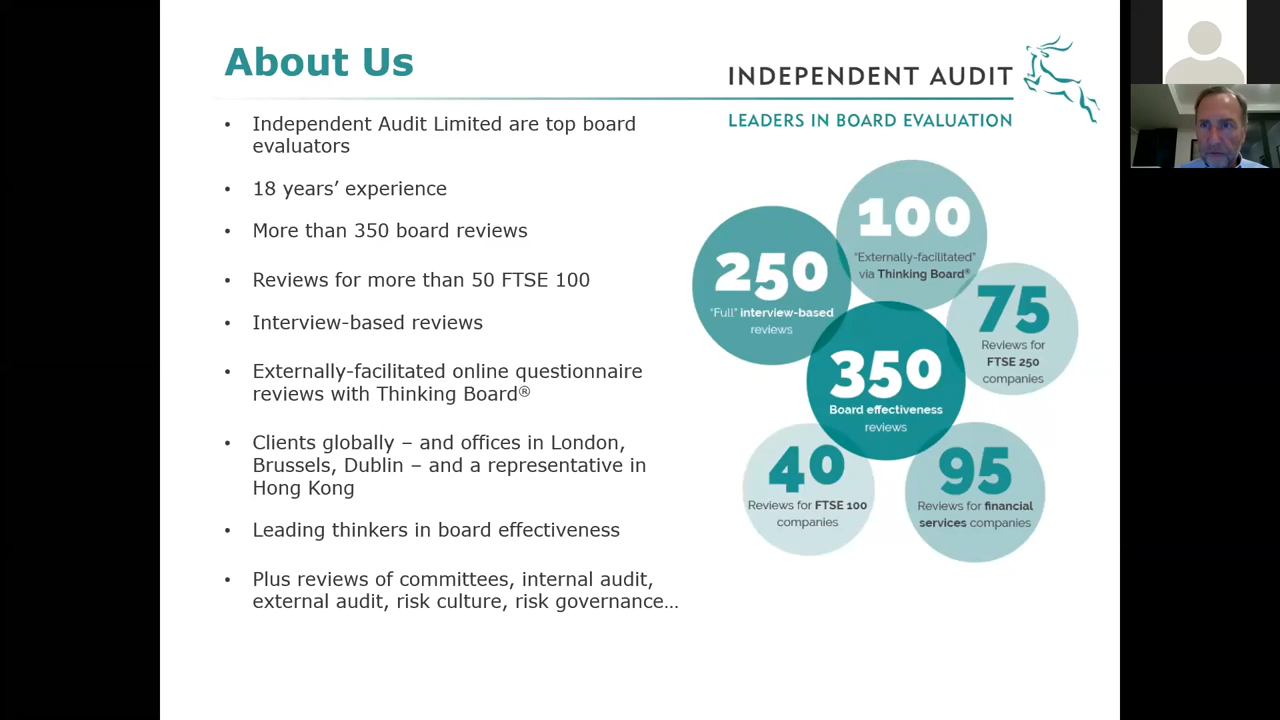 About Us
INDEPENDENT AUDIT
LEADERS IN BOARD EVALUATION
• Independent Audit Limited are top board
evaluators
• 18 years’ experience
• More than 350 board reviews
• Reviews for more than 50 FTSE 100
• Interview-based reviews
• Externally-facilitated online questionnaire
reviews with Thinking Board®
• Clients globally – and offices in London,
Brussels, Dublin – and a representative in
Hong Kong
• Leading thinkers in board effectiveness
• Plus reviews of committees, internal audit,
external audit, risk culture, risk governance…
100
"Externally-facilitated"
via Thinking Board®
250
"Full" interview-based
reviews
75
Reviews for
FTSE 250
companies
350
Board effectiveness
reviews
40
Reviews for FTSE 100
companies
95
Reviews for financial
services companies